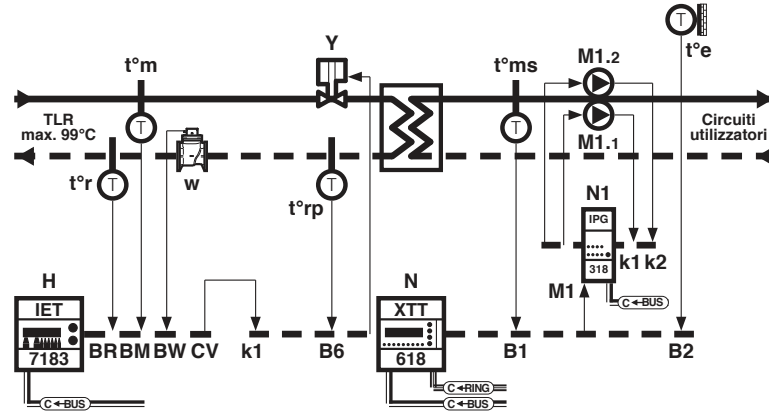 T
t°e
Y
t°m
t°ms
M1.2
T
T
TLR
max. 99°C
M1.1
Circuiti
utilizzatori
t°r
T
w
t°rp
T
N1
IPG
318
k1 k2
H
N
M1
C BUS
IET
7183
XTT
618
BR BM BW CV k1 B6 B1 B2
C RING
C BUS
C BUS